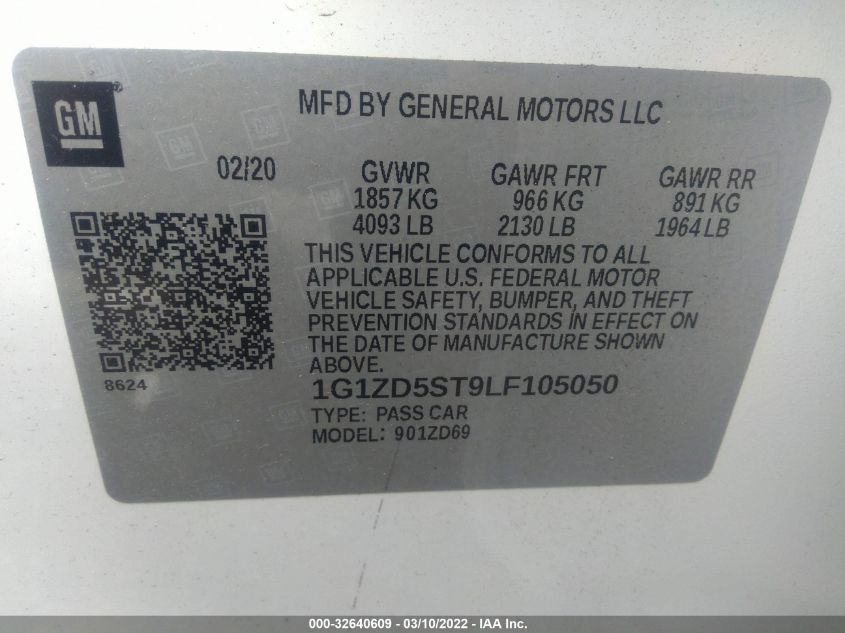 GM
MFD BY GENERAL MOTORS LLC
02/20 GVWR GAWR FRT GAWR RR
1857 KG 966 KG 891 KG
4093 LB 2130 LB 1964 LB
THIS VEHICLE CONFORMS TO ALL
APPLICABLE U.S. FEDERAL MOTOR
VEHICLE SAFETY, BUMPER, AND THEFT
PREVENTION STANDARDS IN EFFECT ON
THE DATE OF MANUFACTURE SHOWN
ABOVE.
8624
1G1ZD5ST9LF105050
TYPE: PASS CAR
MODEL: 901ZD69
000-32640609 - 03/10/2022 - IAA, Inc.